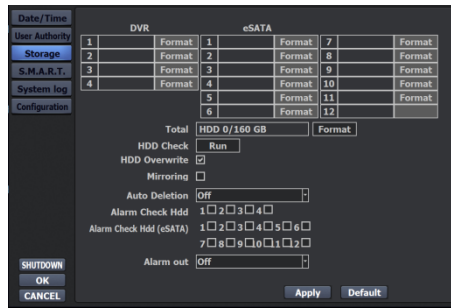 Date/Time
User Authority
Storage
S.M.A.R.T.
System log
Configuration
SHUTDOWN
OK
CANCEL
DVR
eSATA
1 Format 1 Format 7 Format
2 Format 2 Format 8 Format
3 Format 3 Format 9 Format
4 Format 4 Format 10 Format
5 Format 11 Format
6 Format 12
Total HDD 0/160 GB Format
HDD Check Run
HDD Overwrite
Mirroring
Auto Deletion Off
Alarm Check Hdd 1 2 3 4
Alarm Check Hdd (eSATA) 1 2 3 4 5 6
7 8 9 10 11 12
Alarm out Off
Apply Default